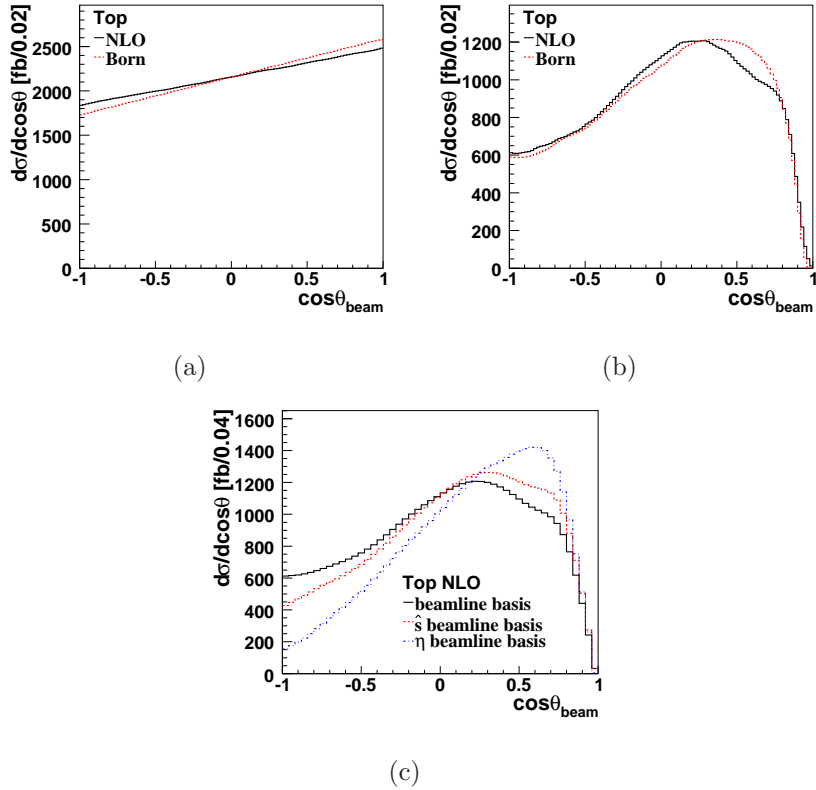 dσ/dcosθ [fb/0.02]
Top
NLO
Born
2500
2000
1500
1000
500
0
-1 -0.5 0 0.5 1
cosθbeam
(a)
dσ/dcosθ [fb/0.02]
Top
NLO
Born
1200
1000
800
600
400
200
0
-1 -0.5 0 0.5 1
cosθbeam
(b)
dσ/dcosθ [fb/0.04]
1600
1400
1200
1000
800
600
400
200
0
Top NLO
beamline basis
ŝ beamline basis
η beamline basis
-1 -0.5 0 0.5 1
cosθbeam
(c)